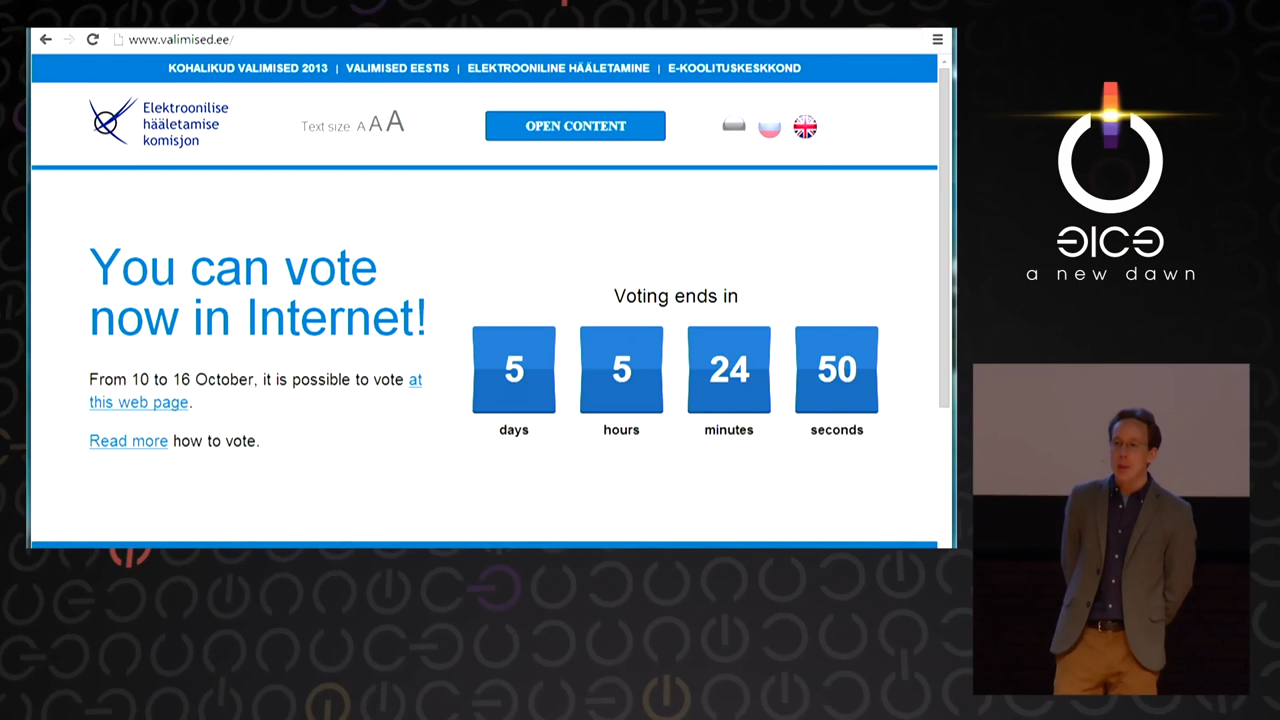 www.valimised.ee/
KOHALIKUD VALIMISED 2013 | VALIMISED EESTIS | ELEKTROONILINE HÄÄLETAMINE | E-KOOLITUSKESKKOND
Elektroonilise
hääletamise
komisjon
Text size A A A
OPEN CONTENT
You can vote
now in Internet!
From 10 to 16 October, it is possible to vote at
this web page.
Read more how to vote.
Voting ends in
5 5 24 50
days hours minutes seconds
a new dawn